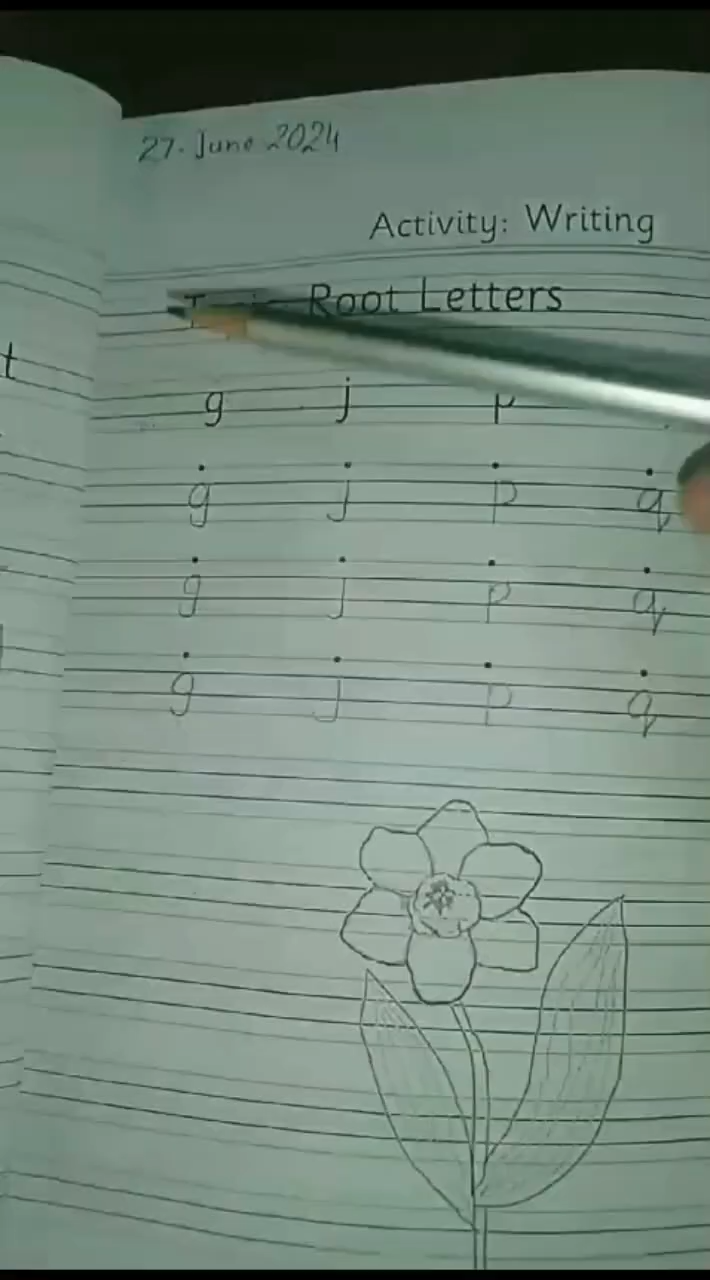 27. June 2024
Activity: Writing
Root Letters
t
g j p
g j p q
g j p q
g j p q